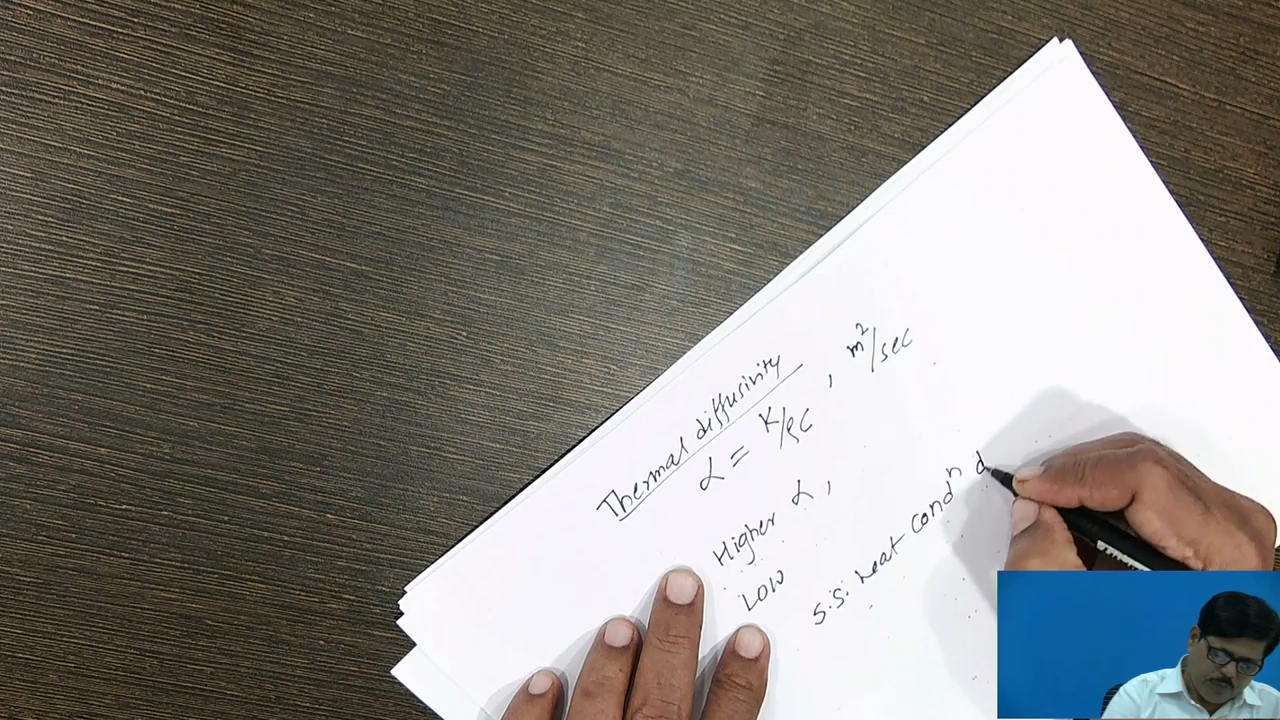 Thermal diffusivity
α = K/ρC , m²/sec
Higher α ,
Low
S.S. heat condⁿ d